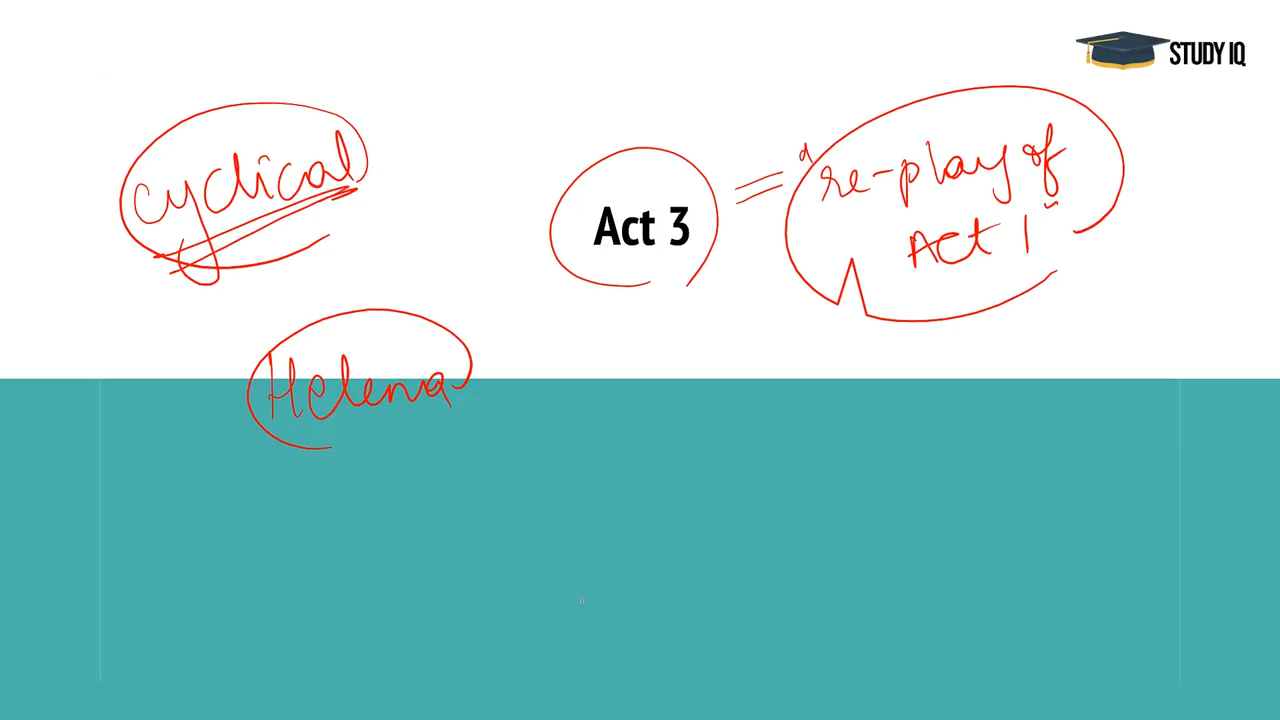 STUDY IQ
cyclical
Act 3
= re-play of
Act 1
Helena